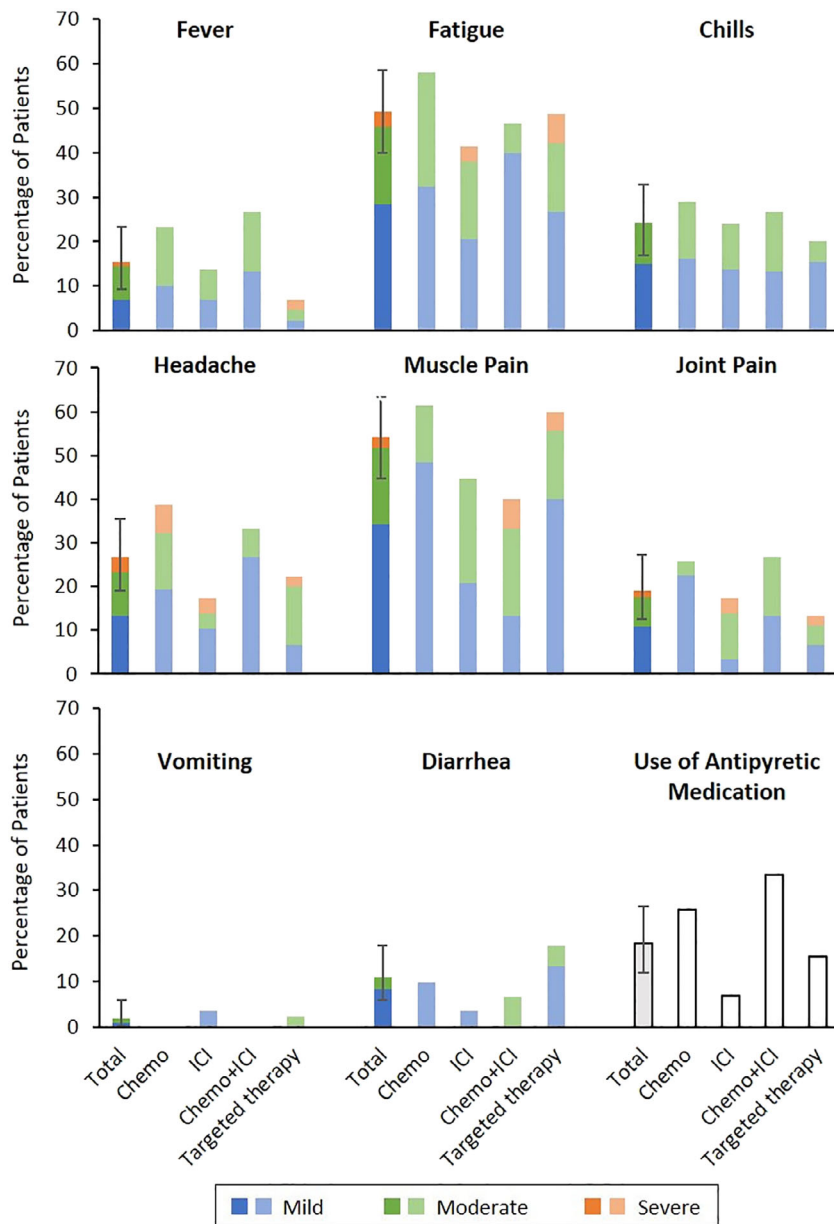 Fever Fatigue Chills
Percentage of Patients
70
60
50
40
30
20
10
0
Headache Muscle Pain Joint Pain
Percentage of Patients
70
60
50
40
30
20
10
0
Vomiting Diarrhea Use of Antipyretic
Medication
Percentage of Patients
70
60
50
40
30
20
10
0
Total Chemo ICI Chemo+ICI Targeted therapy
Total Chemo ICI Chemo+ICI Targeted therapy
Total Chemo ICI Chemo+ICI Targeted therapy
Mild Moderate Severe